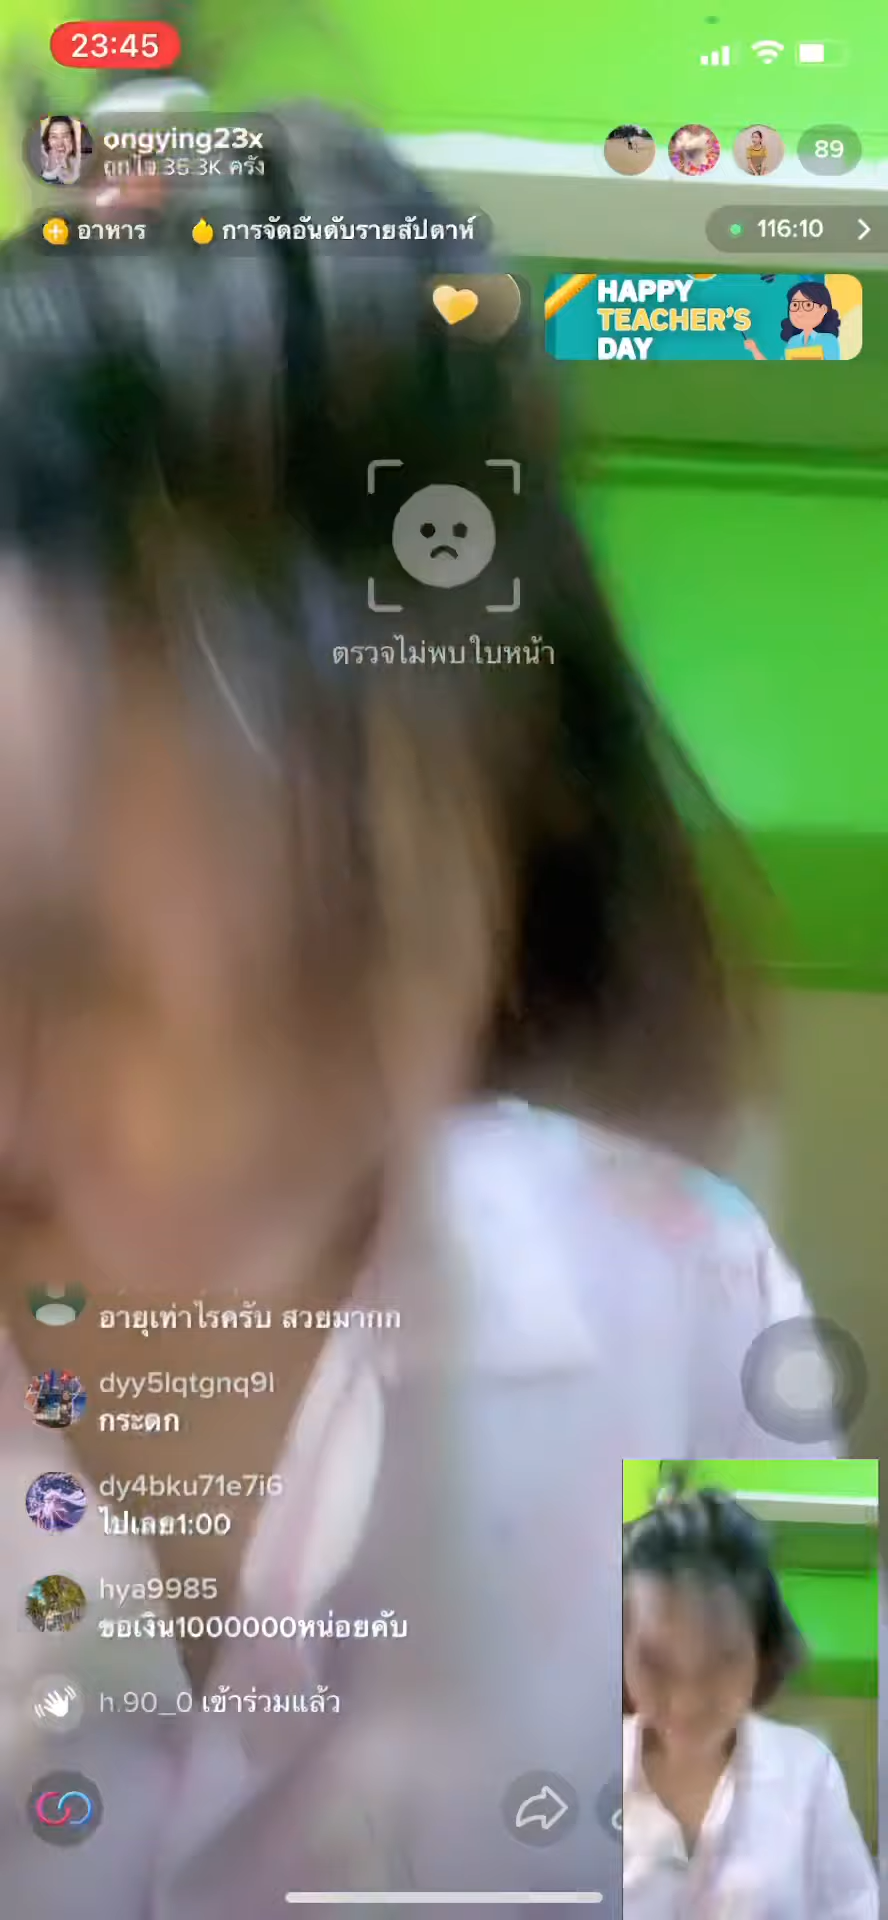 23:45
ongying23x
ถูกใจ 35.3K ครั้ง
89
อาหาร
การจัดอันดับรายสัปดาห์
116:10
HAPPY
TEACHER'S
DAY
ตรวจไม่พบใบหน้า
อายุเท่าไรครับ สวยมากก
dyy5lqtgnq9l
กระดก
dy4bku71e7i6
ไปเลย1:00
hya9985
ขอเงิน1000000หน่อยคับ
h.90_0 เข้าร่วมแล้ว